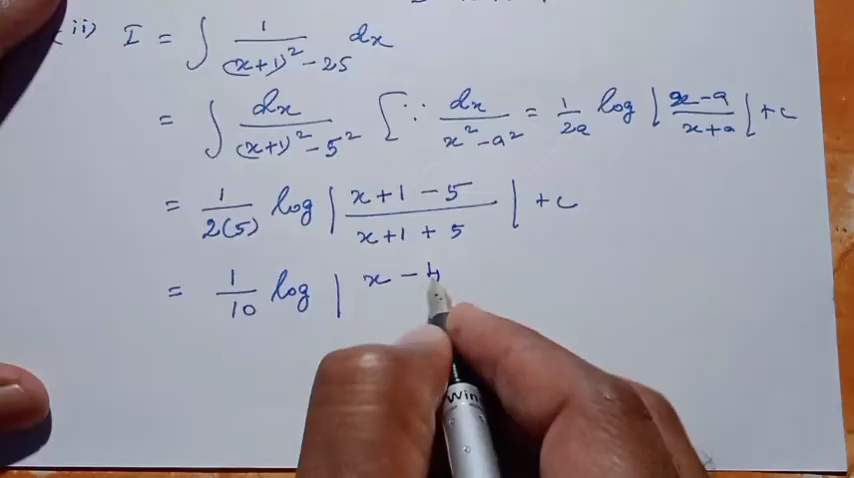 (ii) I = ∫ 1/((x+1)² - 25) dx
= ∫ dx/((x+1)² - 5²) [∵ dx/(x² - a²) = 1/2a log |(x-a)/(x+a)| + c
= 1/2(5) log |(x+1-5)/(x+1+5)| + c
= 1/10 log | x - 4
Win